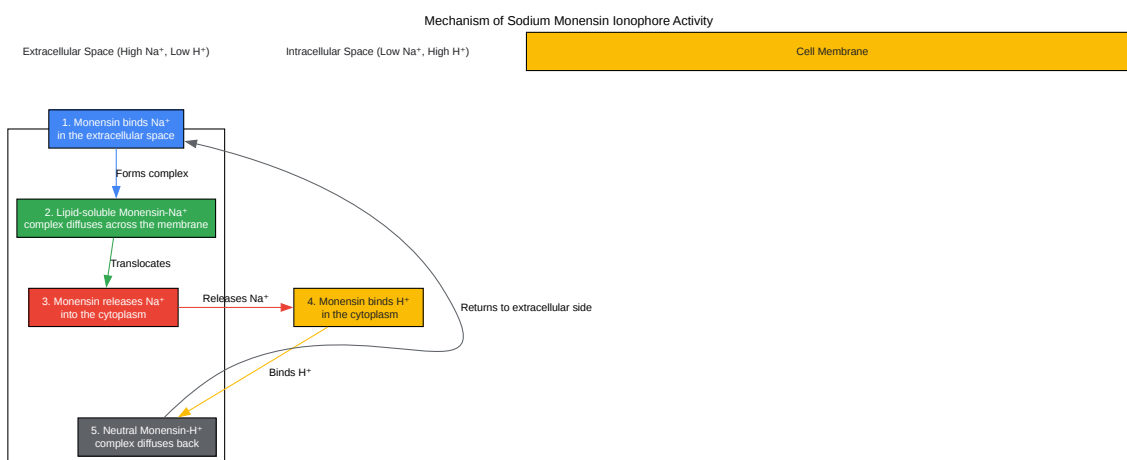 Mechanism of Sodium Monensin Ionophore Activity
Extracellular Space (High Na⁺, Low H⁺)
Intracellular Space (Low Na⁺, High H⁺)
Cell Membrane
1. Monensin binds Na⁺
in the extracellular space
Forms complex
2. Lipid-soluble Monensin-Na⁺
complex diffuses across the membrane
Translocates
3. Monensin releases Na⁺
into the cytoplasm
Releases Na⁺
4. Monensin binds H⁺
in the cytoplasm
Returns to extracellular side
Binds H⁺
5. Neutral Monensin-H⁺
complex diffuses back